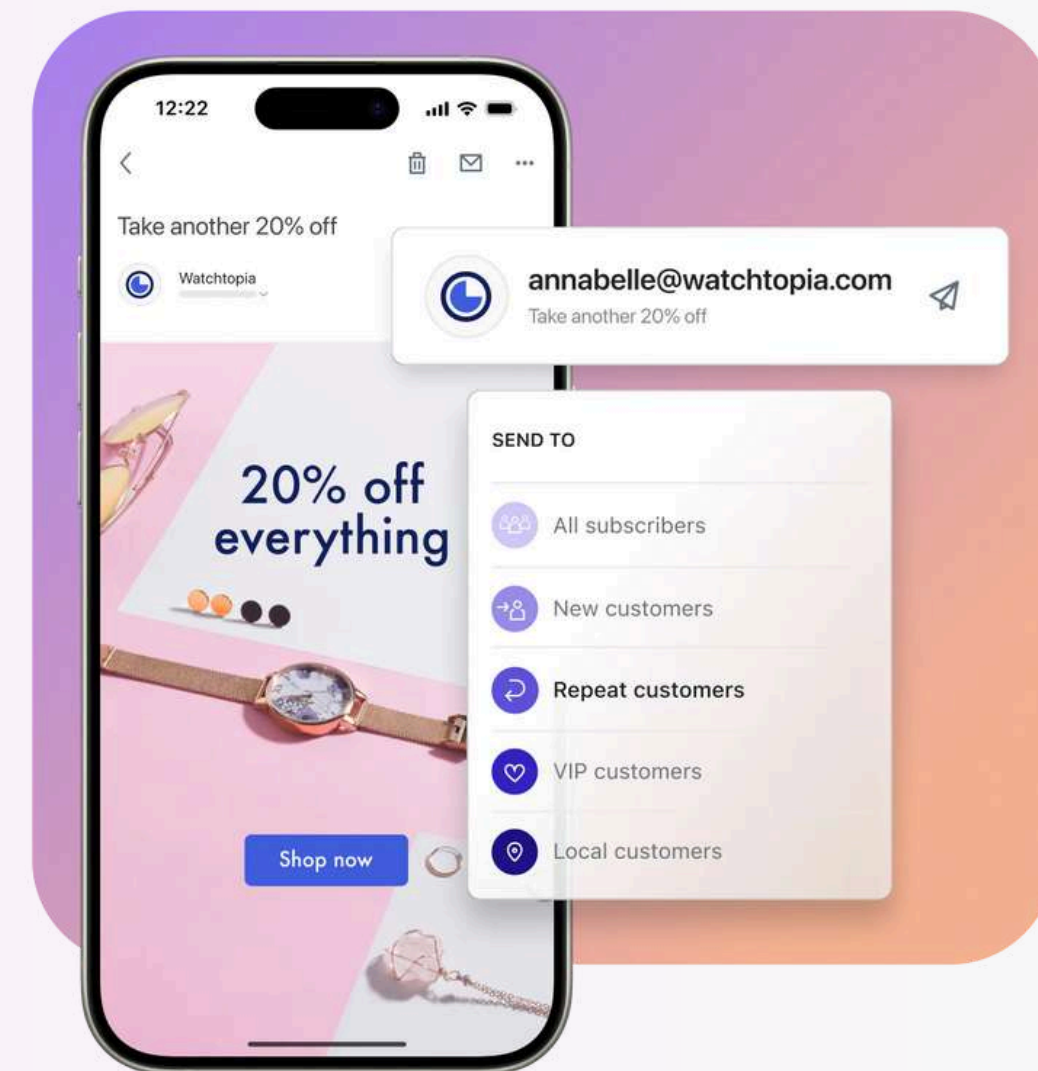 12:22
Take another 20% off
Watchtopia
annabelle@watchtopia.com
Take another 20% off
20% off
everything
Shop now
SEND TO
All subscribers
New customers
Repeat customers
VIP customers
Local customers